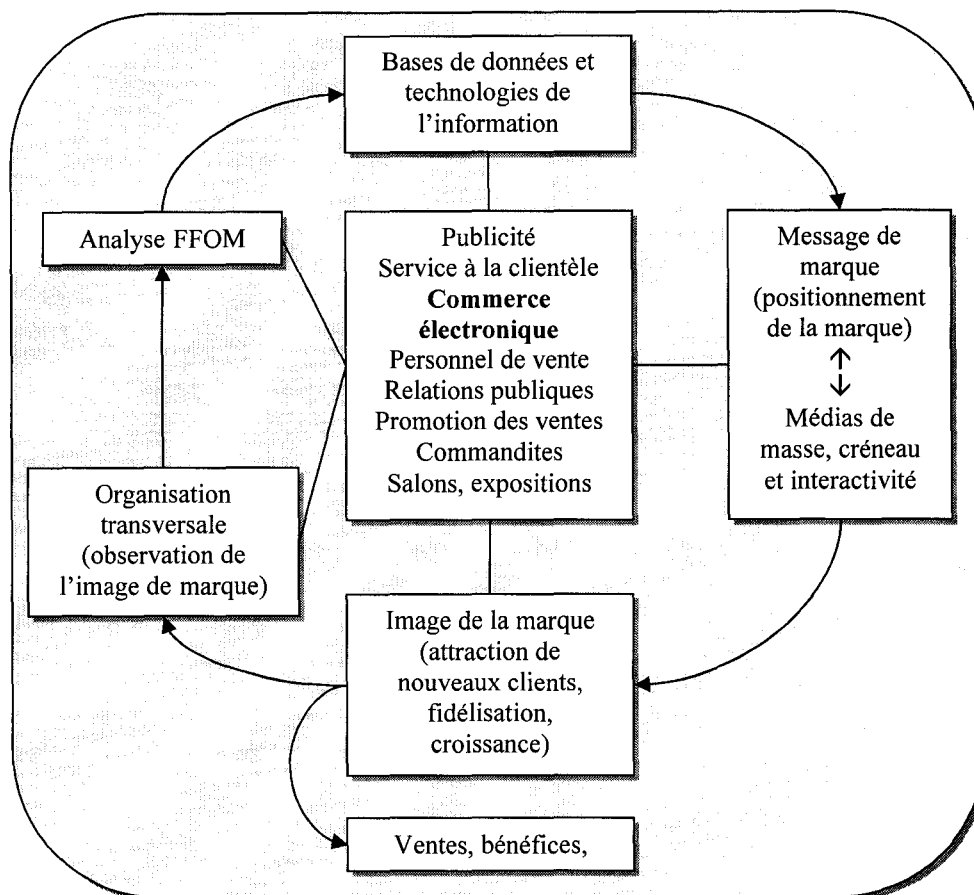 Bases de données et
technologies de
l’information
Analyse FFOM
Publicité
Service à la clientèle
Commerce
électronique
Personnel de vente
Relations publiques
Promotion des ventes
Commandites
Salons, expositions
Message de
marque
(positionnement
de la marque)
Médias de
masse, créneau
et interactivité
Organisation
transversale
(observation de
l’image de marque)
Image de la marque
(attraction de
nouveaux clients,
fidélisation,
croissance)
Ventes, bénéfices,